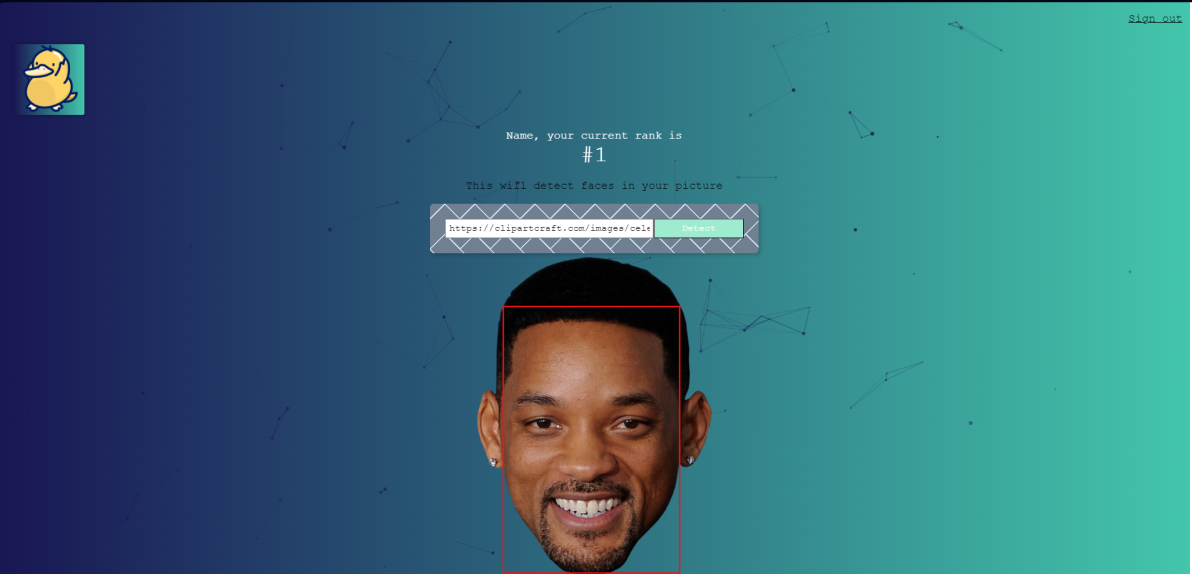 Sign out
Name, your current rank is
#1
This will detect faces in your picture
https://clipartcraft.com/images/cele
Detect